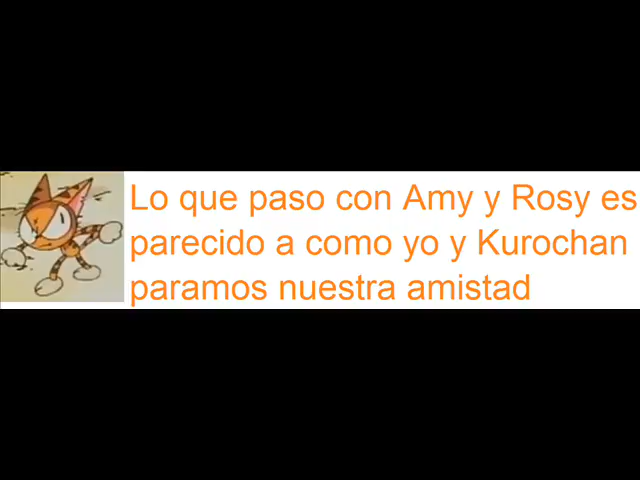 Lo que paso con Amy y Rosy es
parecido a como yo y Kurochan
paramos nuestra amistad